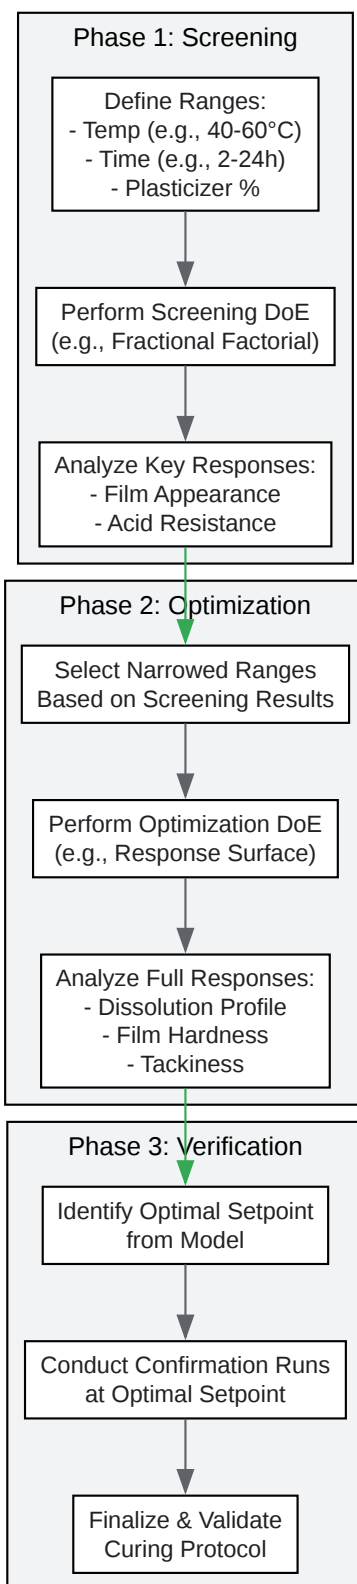 Phase 1: Screening
Define Ranges:
- Temp (e.g., 40-60°C)
- Time (e.g., 2-24h)
- Plasticizer %
Perform Screening DoE
(e.g., Fractional Factorial)
Analyze Key Responses:
- Film Appearance
- Acid Resistance
Phase 2: Optimization
Select Narrowed Ranges
Based on Screening Results
Perform Optimization DoE
(e.g., Response Surface)
Analyze Full Responses:
- Dissolution Profile
- Film Hardness
- Tackiness
Phase 3: Verification
Identify Optimal Setpoint
from Model
Conduct Confirmation Runs
at Optimal Setpoint
Finalize & Validate
Curing Protocol